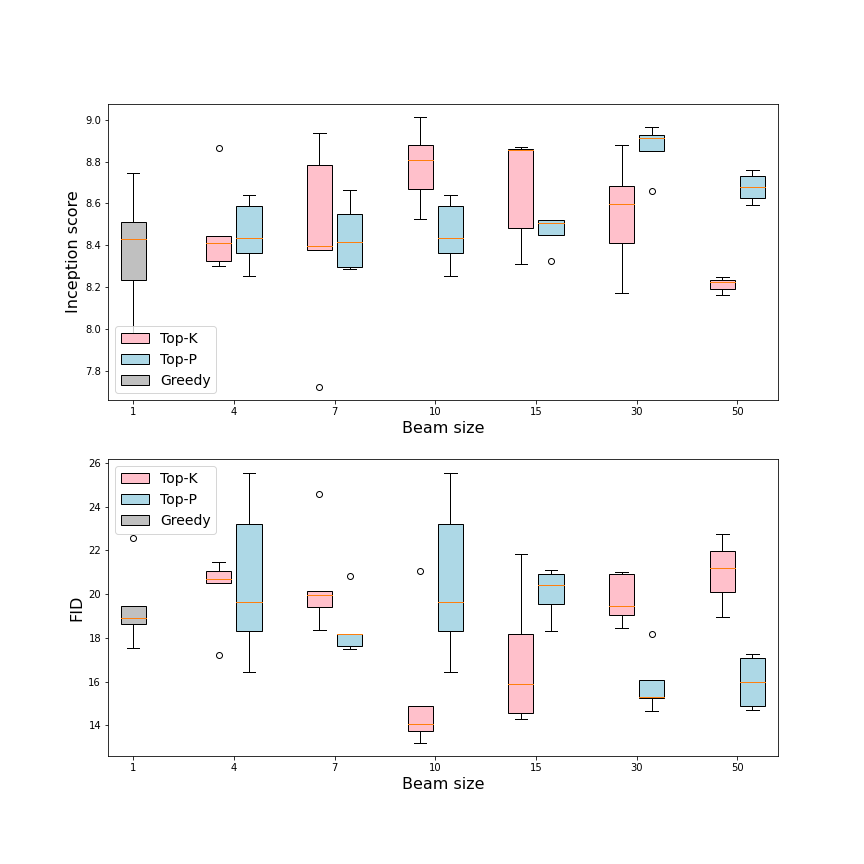 9.0
8.8
8.6
8.4
8.2
8.0
7.8
Inception score
Top-K
Top-P
Greedy
1 4 7 10 15 30 50
Beam size
26
24
22
20
18
16
14
FID
Top-K
Top-P
Greedy
1 4 7 10 15 30 50
Beam size